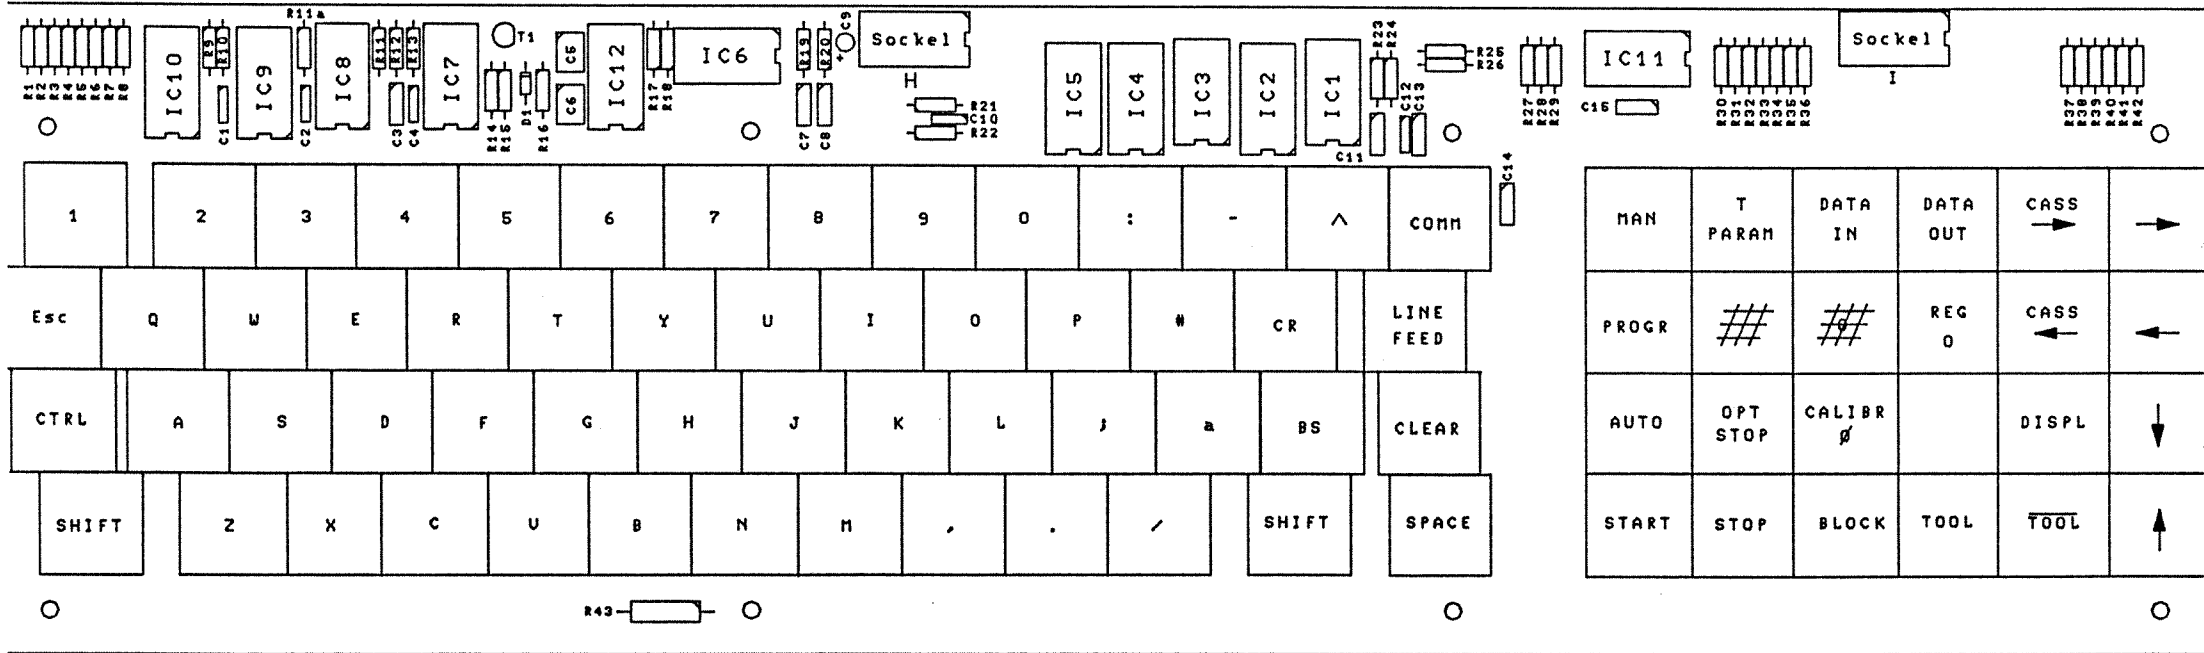 R1 R2 R3 R4 R5 R6 R7 R8
IC10
R9 R10
C1
IC9
R11a
C2
IC8
R11 R12 R13
C3 C4
IC7
T1
R14 R15
D1
R16
C5
C6
IC12
R17 R18
IC6
R19 R20
C7 C8
C9
Sockel
H
R21
C10
R22
IC5
IC4
IC3
IC2
IC1
R23 R24
C11
C12 C13
R25
R26
C14
R27 R28 R29
IC11
C15
R30 R31 R32 R33 R34 R35 R36
Sockel
I
R37 R38 R39 R40 R41 R42
1 2 3 4 5 6 7 8 9 0 : - ^ COMM
Esc Q W E R T Y U I O P # CR LINE
FEED
CTRL A S D F G H J K L ; a BS CLEAR
SHIFT Z X C V B N M , . / SHIFT SPACE
MAN
T
PARAM
DATA
IN
DATA
OUT
CASS
→
→
PROGR
Ø
REG
0
CASS
←
←
AUTO
OPT
STOP
CALIBR
Ø
DISPL
↓
START
STOP
BLOCK
TOOL
TOOL
↑
R43